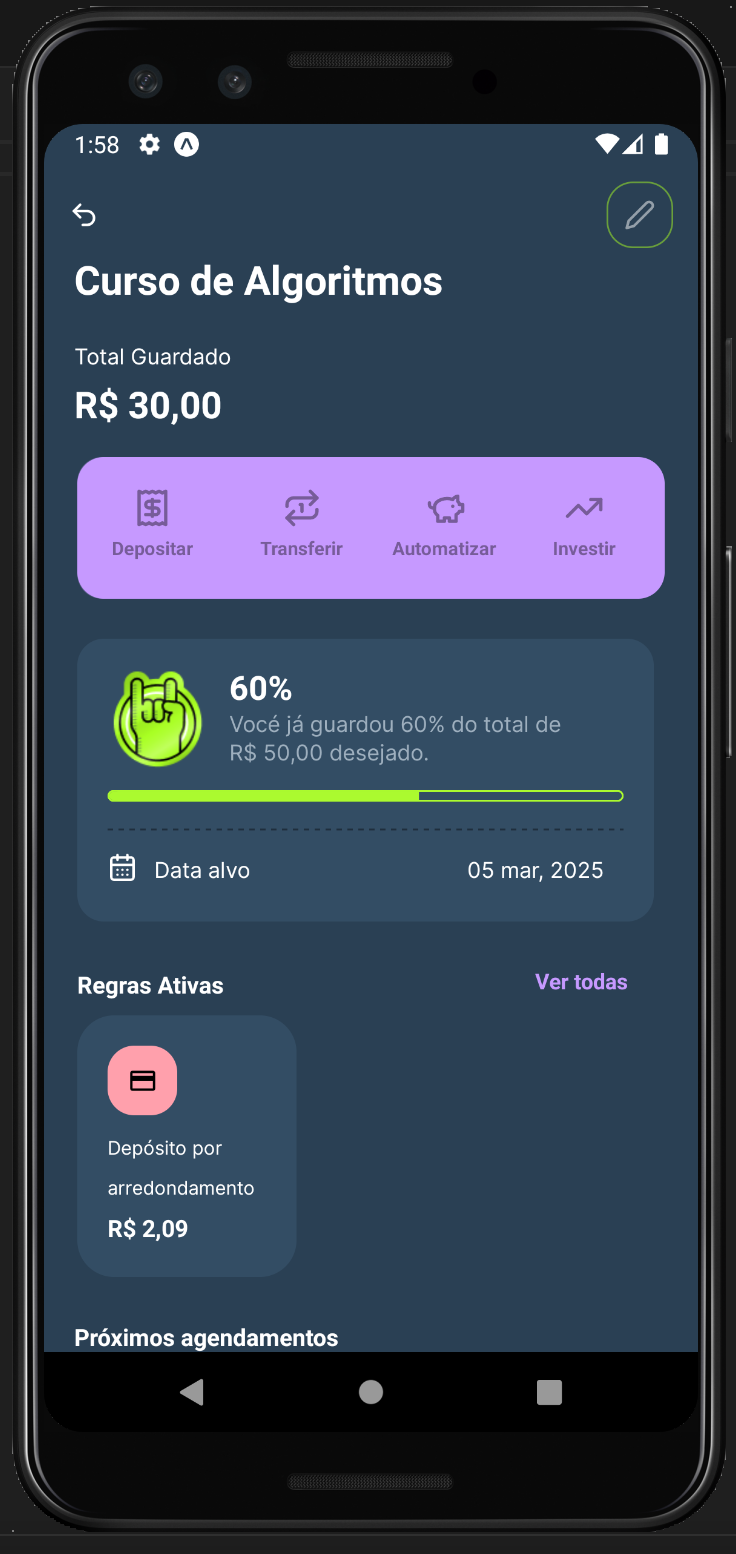 1:58
Curso de Algoritmos
Total Guardado
R$ 30,00
Depositar Transferir Automatizar Investir
60%
Vocé já guardou 60% do total de
R$ 50,00 desejado.
Data alvo 05 mar, 2025
Regras Ativas Ver todas
Depósito por
arredondamento
R$ 2,09
Próximos agendamentos